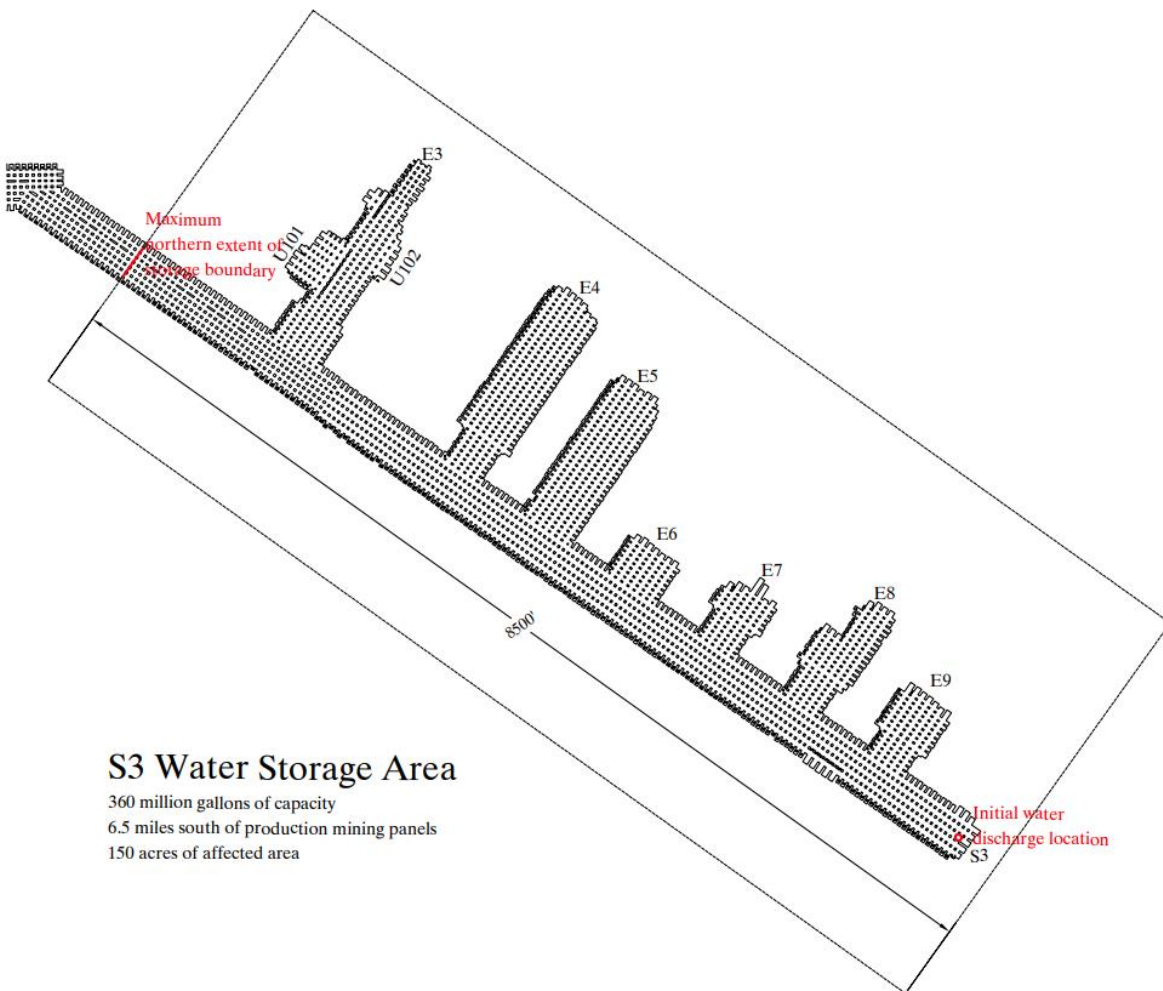 E3
Maximum
northern extent of
storage boundary
U101
U102
E4
E5
E6
E7
E8
E9
8500'
S3 Water Storage Area
360 million gallons of capacity
6.5 miles south of production mining panels
150 acres of affected area
Initial water
discharge location
S3